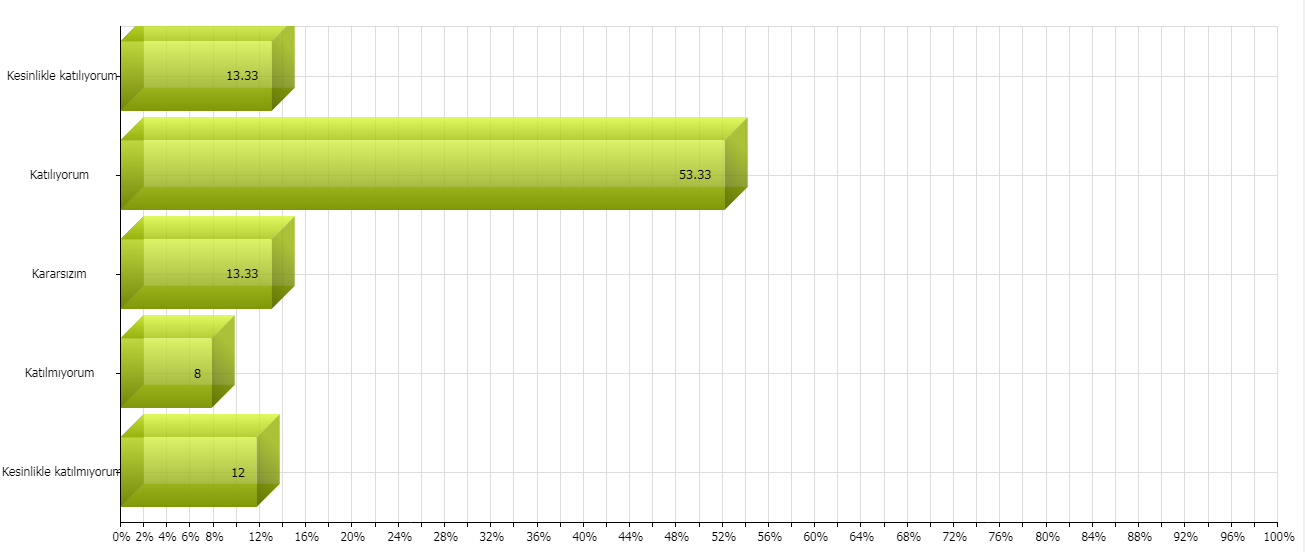 Kesinlikle katılıyorum
13.33
Katılıyorum
53.33
Kararsızım
13.33
Katılmıyorum
8
Kesinlikle katılmıyorum
12
0% 2% 4% 6% 8% 12% 16% 20% 24% 28% 32% 36% 40% 44% 48% 52% 56% 60% 64% 68% 72% 76% 80% 84% 88% 92% 96% 100%